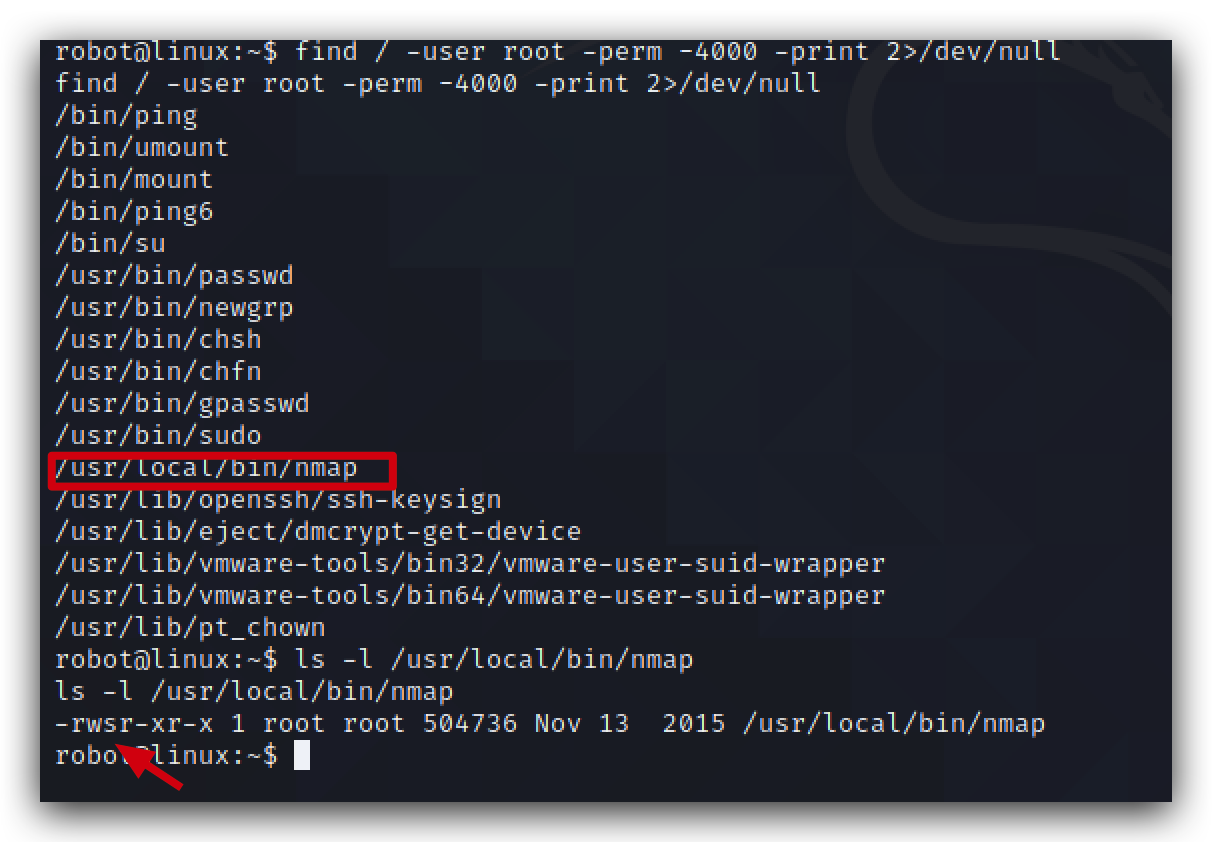 robot@linux:~$ find / -user root -perm -4000 -print 2>/dev/null
find / -user root -perm -4000 -print 2>/dev/null
/bin/ping
/bin/umount
/bin/mount
/bin/ping6
/bin/su
/usr/bin/passwd
/usr/bin/newgrp
/usr/bin/chsh
/usr/bin/chfn
/usr/bin/gpasswd
/usr/bin/sudo
/usr/local/bin/nmap
/usr/lib/openssh/ssh-keysign
/usr/lib/eject/dmcrypt-get-device
/usr/lib/vmware-tools/bin32/vmware-user-suid-wrapper
/usr/lib/vmware-tools/bin64/vmware-user-suid-wrapper
/usr/lib/pt_chown
robot@linux:~$ ls -l /usr/local/bin/nmap
ls -l /usr/local/bin/nmap
-rwsr-xr-x 1 root root 504736 Nov 13  2015 /usr/local/bin/nmap
robot@linux:~$